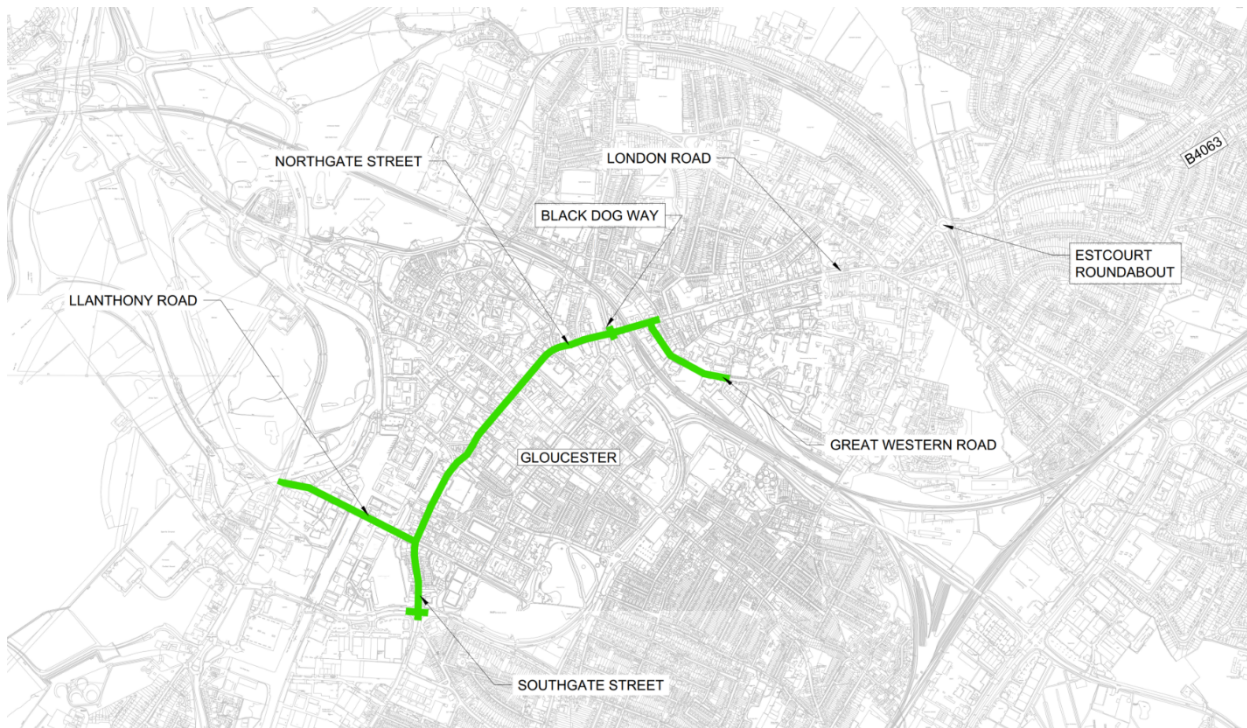 NORTHGATE STREET
LONDON ROAD
B4063
BLACK DOG WAY
ESTCOURT
ROUNDABOUT
LLANTHONY ROAD
GREAT WESTERN ROAD
GLOUCESTER
SOUTHGATE STREET